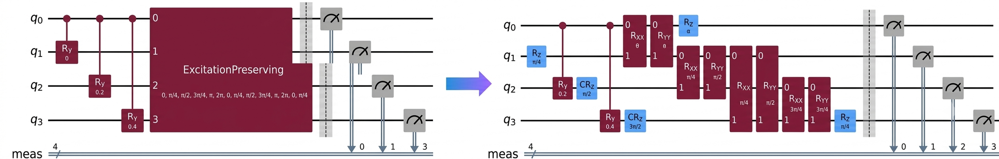 q0
0
q1
Ry
0
1
ExcitationPreserving
q2
Ry
0.2
2
0, π/4, π/2, 3π/4, π, 2π, 0, π/4, π/2, 3π/4, π, 2π, 0, π/4
q3
Ry
0.4
3
4
0
1
3
meas
q0
0
RXX
θ
1
0
RYY
θ
1
RZ
α
q1
RZ
π/4
0
RXX
π/4
1
0
RYY
π/2
1
0
RXX
π/4
1
0
RYY
π/2
1
q2
Ry
0.2
CRZ
π/2
0
RXX
3π/4
1
0
RYY
3π/4
1
q3
Ry
0.4
CRZ
3π/2
RZ
π/4
4
0
1
2
3
meas